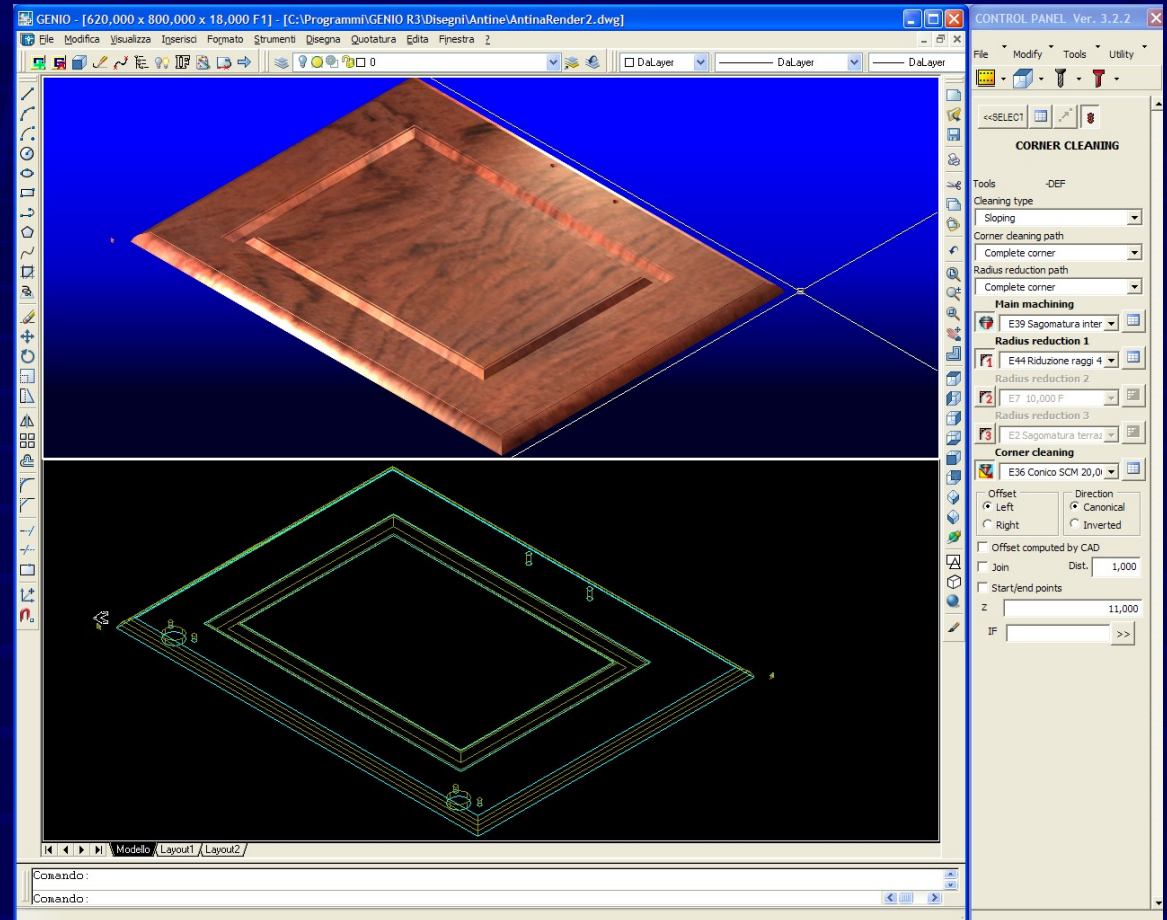 GENIO - [620,000 x 800,000 x 18,000 F1] - [C:\Programmi\GENIO R3\Disegni\Antine\AntinaRender2.dwg]
File Modifica Visualizza Inserisci Formato Strumenti Disegna Quotatura Edita Finestra ?
0 DaLayer DaLayer DaLayer
Modello Layout1 Layout2
Comando:
Comando:
CONTROL PANEL Ver. 3.2.2
File Modify Tools Utility
<<SELECT
CORNER CLEANING
Tools -DEF
Cleaning type
Sloping
Corner cleaning path
Complete corner
Radius reduction path
Complete corner
Main machining
E39 Sagomatura inter
Radius reduction 1
1 E44 Riduzione raggi 4
Radius reduction 2
2 E7 10,000 F
Radius reduction 3
3 E2 Sagomatura terraz
Corner cleaning
E36 Conico SCM 20,0
Offset Direction
Left Canonical
Right Inverted
Offset computed by CAD
Join Dist. 1,000
Start/end points
Z 11,000
IF >>